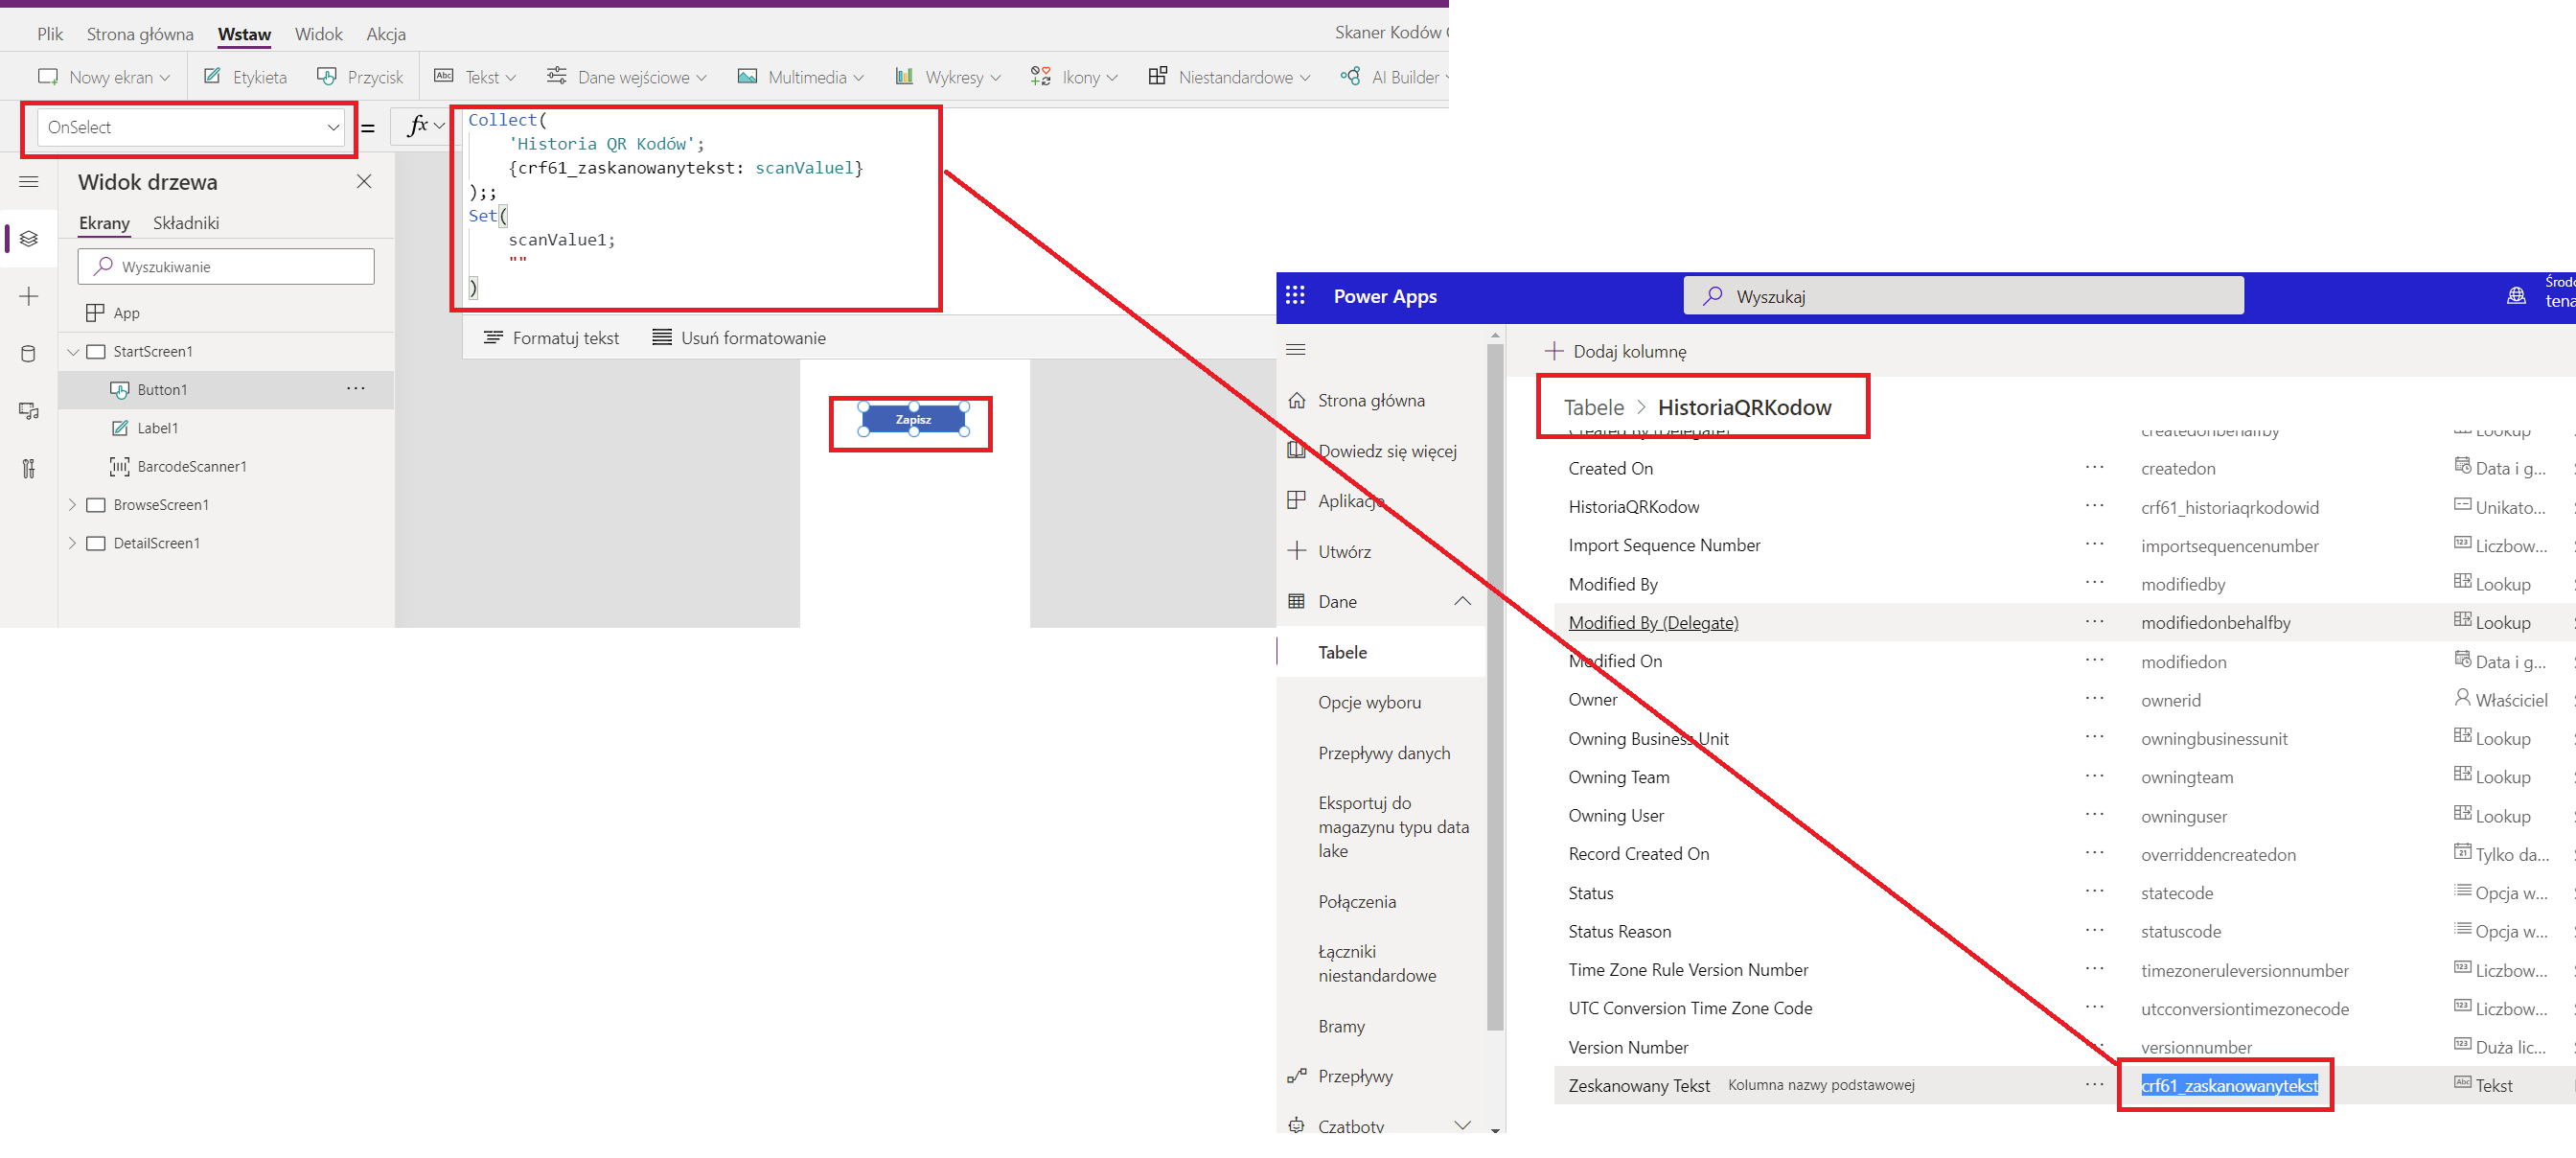 Plik Strona główna Wstaw Widok Akcja
Skaner Kodów
Nowy ekran Etykieta Przycisk Tekst Dane wejściowe Multimedia Wykresy Ikony Niestandardowe AI Builder
OnSelect = fx
Collect(
'Historia QR Kodów';
{crf61_zaskanowanytekst: scanValuel}
);;
Set(
scanValue1;
""
)
Formatuj tekst Usuń formatowanie
Widok drzewa
Ekrany Składniki
Wyszukiwanie
App
StartScreen1
Button1 ...
Label1
BarcodeScanner1
BrowseScreen1
DetailScreen1
Zapisz
Power Apps
Wyszukaj
Środo
tena
Strona główna
Dowiedz się więcej
Aplikacje
Utwórz
Dane
Tabele
Opcje wyboru
Przepływy danych
Eksportuj do
magazynu typu data
lake
Połączenia
Łączniki
niestandardowe
Bramy
Przepływy
Czatboty
Dodaj kolumnę
Tabele > HistoriaQRKodow
Created By (Delegate) createdonbehalfby Lookup
Created On ... createdon Data i g...
HistoriaQRKodow ... crf61_historiaqrkodowid Unikato...
Import Sequence Number ... importsequencenumber Liczbow...
Modified By ... modifiedby Lookup
Modified By (Delegate) ... modifiedonbehalfby Lookup
Modified On ... modifiedon Data i g...
Owner ... ownerid Właściciel
Owning Business Unit ... owningbusinessunit Lookup
Owning Team ... owningteam Lookup
Owning User ... owninguser Lookup
Record Created On ... overriddencreatedon Tylko da...
Status ... statecode Opcja w...
Status Reason ... statuscode Opcja w...
Time Zone Rule Version Number ... timezoneruleversionnumber Liczbow...
UTC Conversion Time Zone Code ... utcconversiontimezonecode Liczbow...
Version Number ... versionnumber Duża lic...
Zeskanowany Tekst Kolumna nazwy podstawowej ... crf61_zaskanowanytekst Tekst